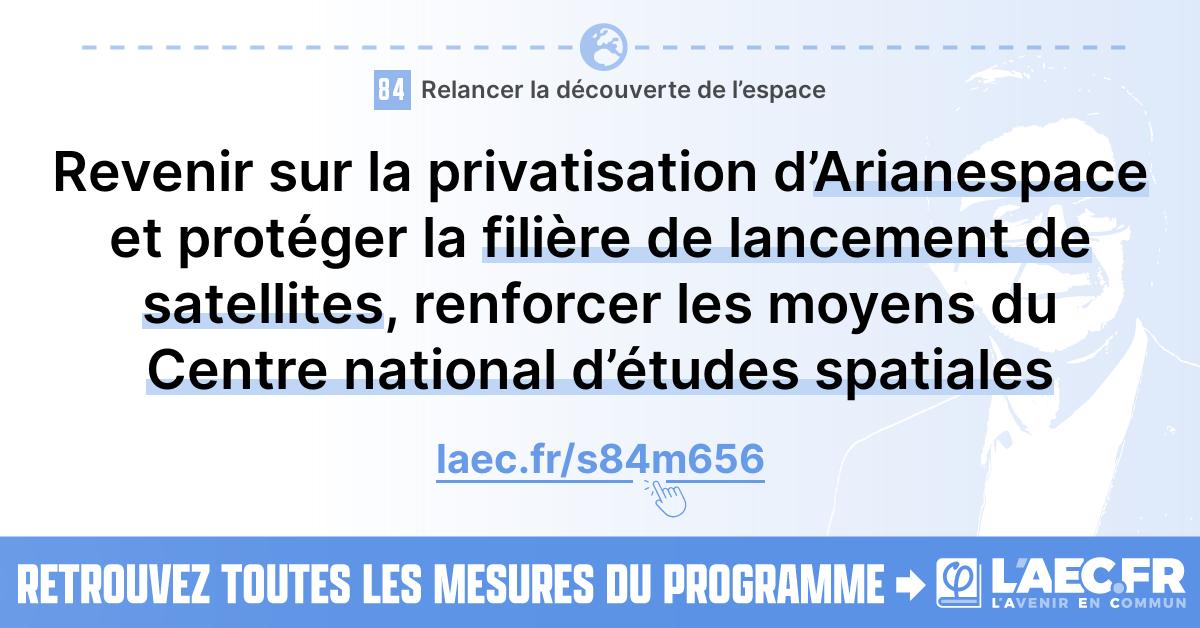 84 Relancer la découverte de l’espace
Revenir sur la privatisation d’Arianespace
et protéger la filière de lancement de
satellites, renforcer les moyens du
Centre national d’études spatiales
laec.fr/s84m656
RETROUVEZ TOUTES LES MESURES DU PROGRAMME
φ
L'AEC.FR
L'AVENIR EN COMMUN